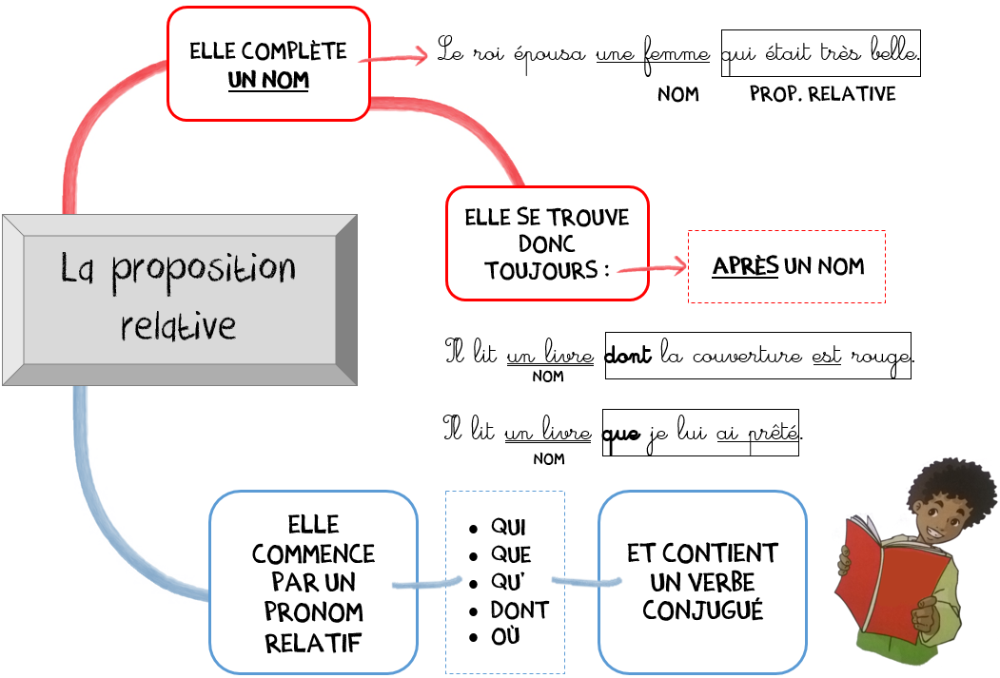 ELLE COMPLÈTE
UN NOM
Le roi épousa une femme qui était très belle.
NOM
PROP. RELATIVE
La proposition
relative
ELLE SE TROUVE
DONC
TOUJOURS :
APRÈS UN NOM
Il lit un livre dont la couverture est rouge.
NOM
Il lit un livre que je lui ai prêté.
NOM
ELLE
COMMENCE
PAR UN
PRONOM
RELATIF
• QUI
• QUE
• QU'
• DONT
• OÙ
ET CONTIENT
UN VERBE
CONJUGUÉ